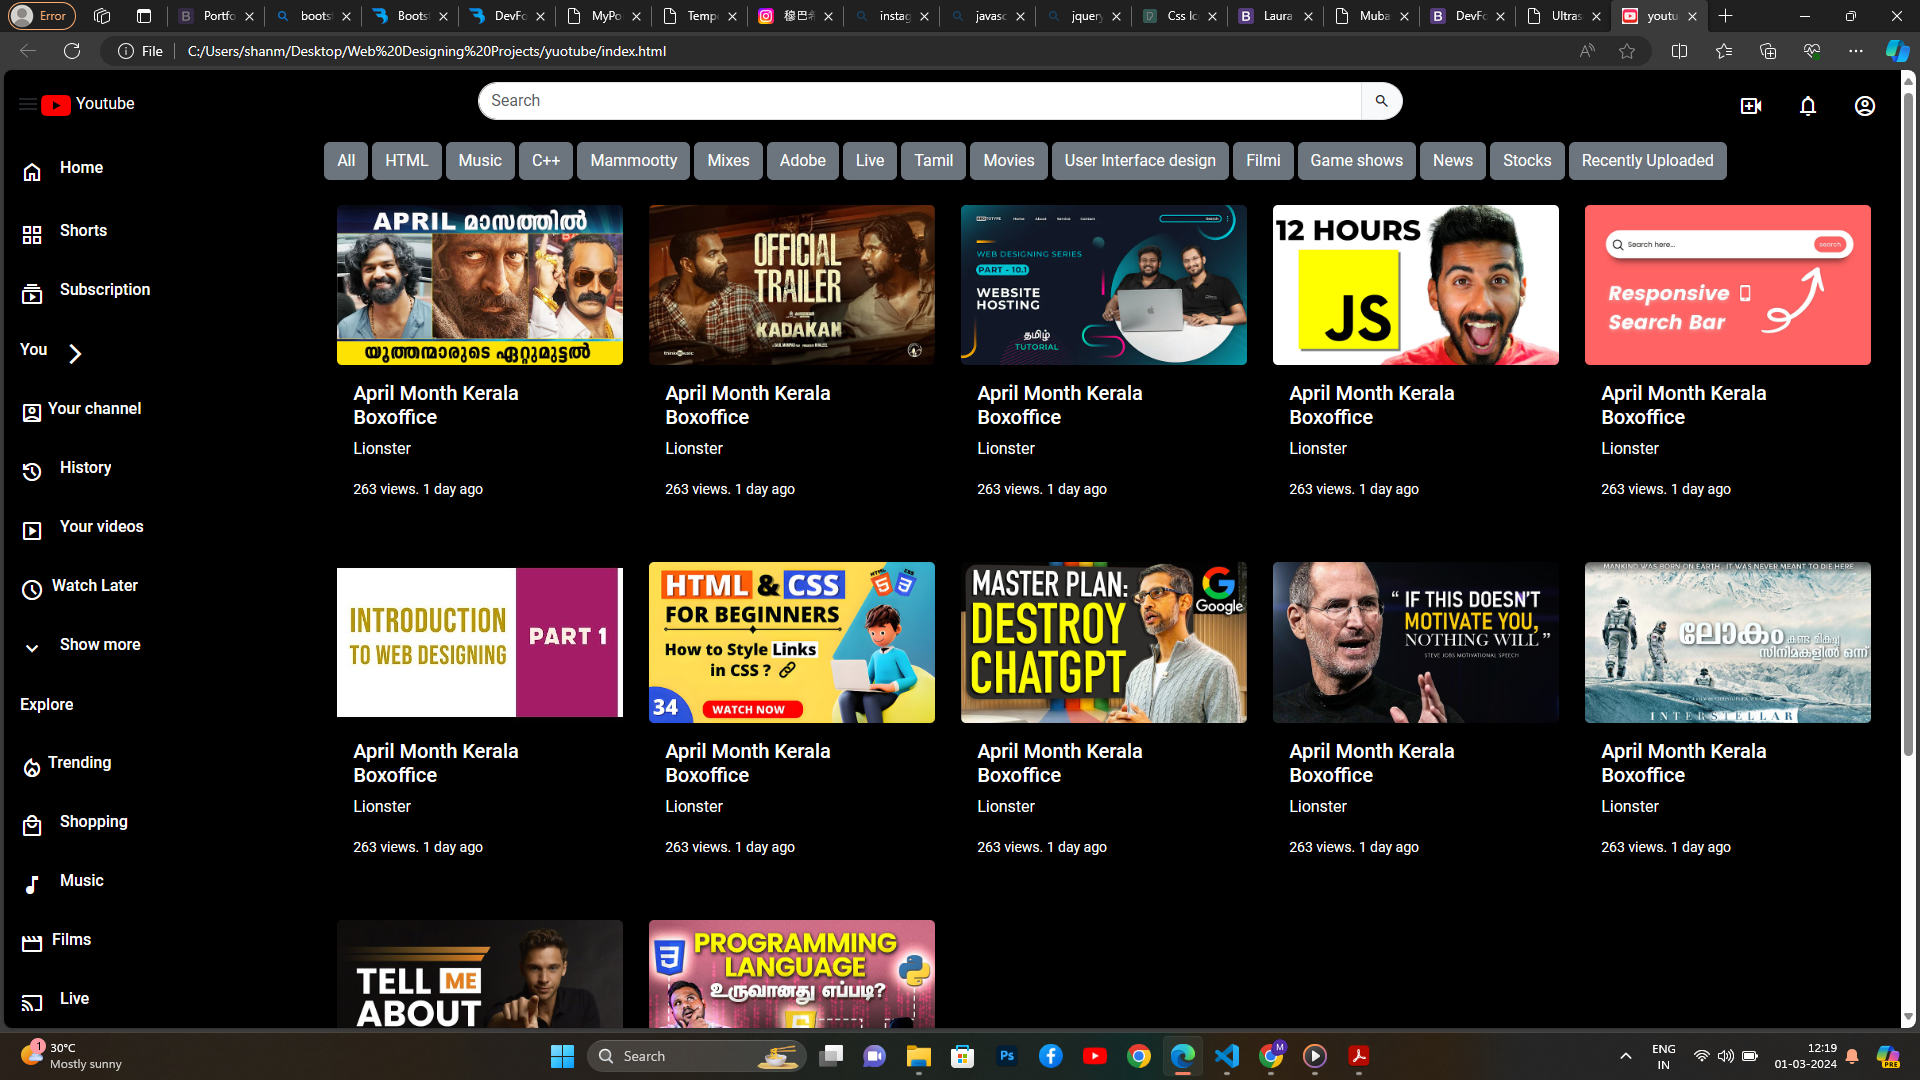 Error
Portfo
boots
Boots
DevFo
MyPo
Temp
instag
javasc
jquery
Css Ic
Laura
Muba
DevFo
Ultras
youtu
File
C:/Users/shanm/Desktop/Web%20Designing%20Projects/yuotube/index.html
Youtube
Search
All HTML Music C++ Mammootty Mixes Adobe Live Tamil Movies User Interface design Filmi Game shows News Stocks Recently Uploaded
Home
Shorts
Subscription
You
Your channel
History
Your videos
Watch Later
Show more
Explore
Trending
Shopping
Music
Films
Live
APRIL മാസത്തിൽ
യൂത്തന്മാരുടെ ഏറ്റുമുട്ടൽ
April Month Kerala
Boxoffice
Lionster
263 views. 1 day ago
OFFICIAL
TRAILER
KADAKAN
April Month Kerala
Boxoffice
Lionster
263 views. 1 day ago
WEB DESIGNING SERIES
PART - 10.1
WEBSITE
HOSTING
தமிழ்
TUTORIAL
April Month Kerala
Boxoffice
Lionster
263 views. 1 day ago
12 HOURS
JS
April Month Kerala
Boxoffice
Lionster
263 views. 1 day ago
Search here...
search
Responsive
Search Bar
April Month Kerala
Boxoffice
Lionster
263 views. 1 day ago
INTRODUCTION
TO WEB DESIGNING
PART 1
April Month Kerala
Boxoffice
Lionster
263 views. 1 day ago
HTML & CSS
HTML CSS
FOR BEGINNERS
How to Style Links
in CSS ?
34
WATCH NOW
April Month Kerala
Boxoffice
Lionster
263 views. 1 day ago
MASTER PLAN:
DESTROY
CHATGPT
Google
April Month Kerala
Boxoffice
Lionster
263 views. 1 day ago
“ IF THIS DOESN'T
MOTIVATE YOU,
NOTHING WILL ”
STEVE JOBS MOTIVATIONAL SPEECH
April Month Kerala
Boxoffice
Lionster
263 views. 1 day ago
MANKIND WAS BORN ON EARTH , IT WAS NEVER MEANT TO DIE HERE
ലോകം കണ്ട മികച്ച
സിനിമകളിൽ ഒന്ന്
INTERSTELLAR
April Month Kerala
Boxoffice
Lionster
263 views. 1 day ago
TELL ME
ABOUT
PROGRAMMING
LANGUAGE
உருவானது எப்படி?
1
30°C
Mostly sunny
Search
Ps
M
ENG
IN
12:19
01-03-2024
PRE